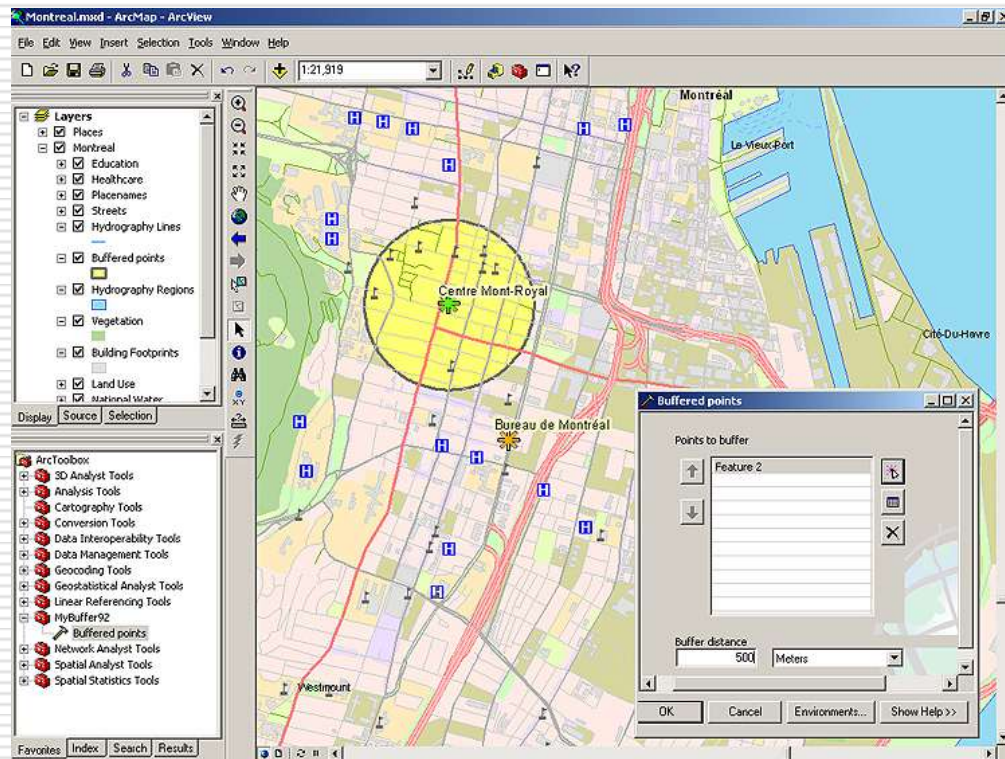 Montreal.mxd - ArcMap - ArcView
File Edit View Insert Selection Tools Window Help
1:21,919
Layers
Places
Montreal
Education
Healthcare
Placenames
Streets
Hydrography Lines
Buffered points
Hydrography Regions
Vegetation
Building Footprints
Land Use
National Water
Display Source Selection
ArcToolbox
3D Analyst Tools
Analysis Tools
Cartography Tools
Conversion Tools
Data Interoperability Tools
Data Management Tools
Geocoding Tools
Geostatistical Analyst Tools
Linear Referencing Tools
MyBuffer92
Buffered points
Network Analyst Tools
Spatial Analyst Tools
Spatial Statistics Tools
Favorites Index Search Results
Montréal
Le Vieux-Port
H H H H H
H
H
H
Centre Mont-Royal
Cité-Du-Havre
H
Bureau de Montréal
H H
H
H
H
H
H
Westmount
Buffered points
Points to buffer
Feature 2
Buffer distance
500 Meters
OK Cancel Environments... Show Help >>